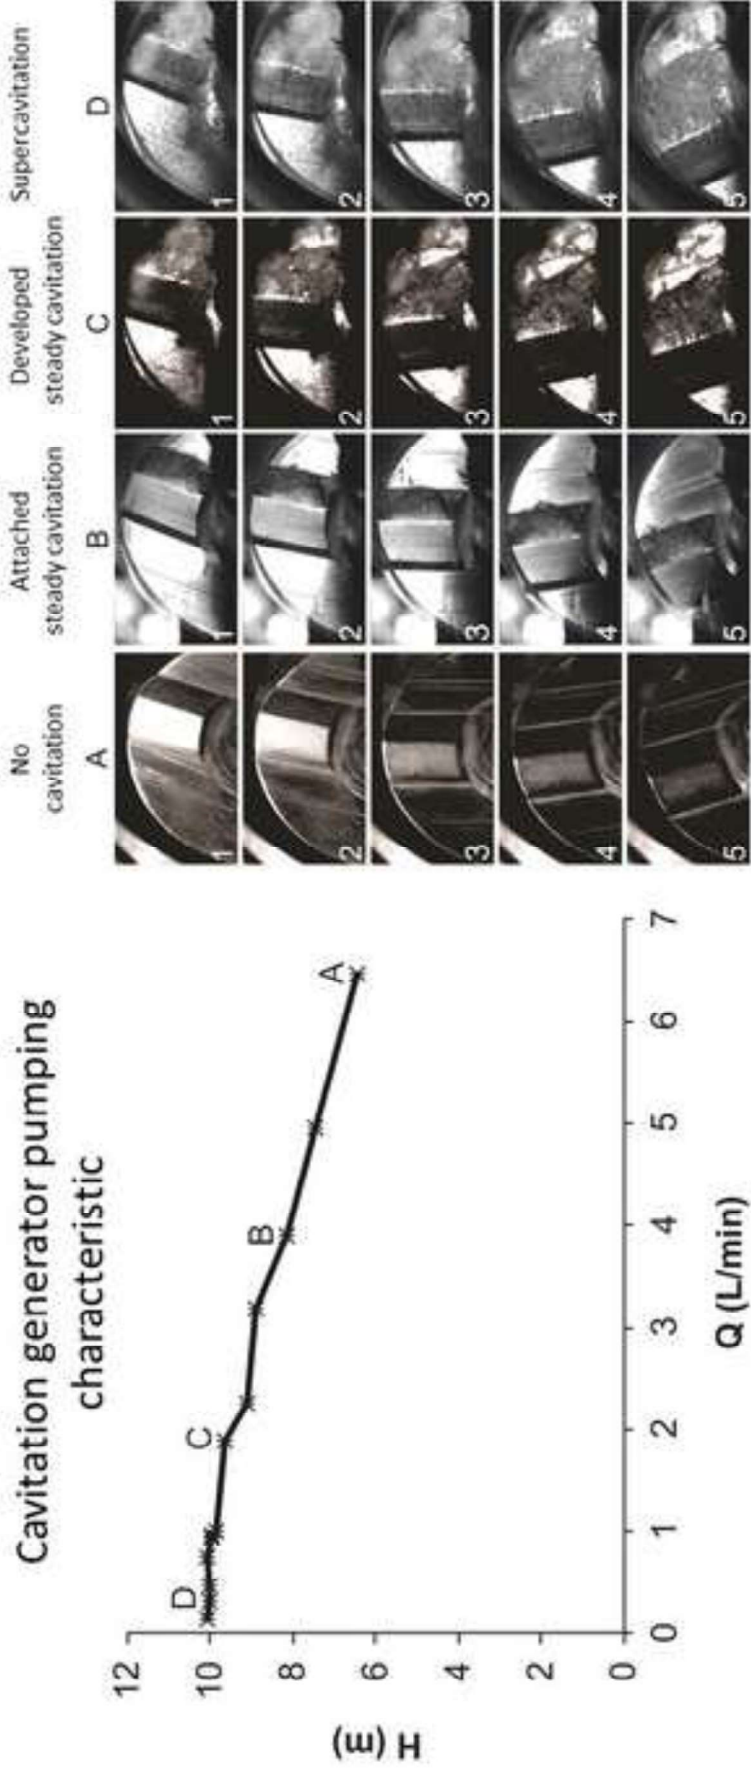 Cavitation generator pumping
characteristic
H (m)
12
10
8
6
4
2
0
D
C
B
A
0
1
2
3
4
5
6
7
Q (L/min)
No
cavitation
Attached
steady cavitation
Developed
steady cavitation
Supercavitation
A
B
C
D
1
1
1
1
2
2
2
2
3
3
3
3
4
4
4
4
5
5
5
5